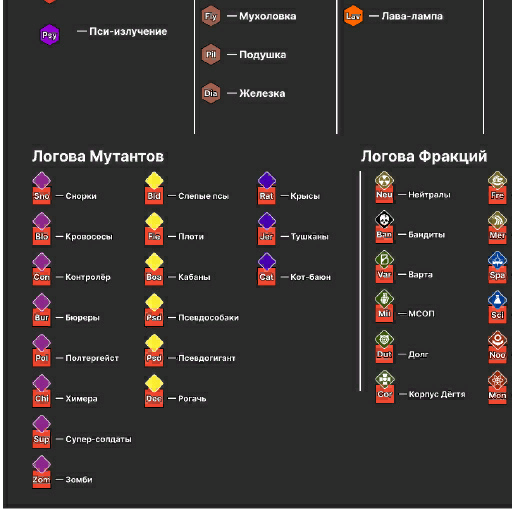 Psy — Пси-излучение
Fly — Мухоловка
Pil — Подушка
Dia — Железка
Lav — Лава-лампа
Логова Мутантов
Sno — Снорки
Blo — Кровососы
Con — Контролёр
Bur — Бюреры
Pol — Полтергейст
Chi — Химера
Sup — Супер-солдаты
Zom — Зомби
Bld — Слепые псы
Fle — Плоти
Boa — Кабаны
Psd — Псевдособаки
Psd — Псевдогигант
Dee — Рогачь
Rat — Крысы
Jer — Тушканы
Cat — Кот-баюн
Логова Фракций
Neu — Нейтралы
Ban — Бандиты
Var — Варта
Mil — МСОП
Dut — Долг
Cor — Корпус Дёгтя
Fre
Mer
Spa
Sci
Noo
Mon